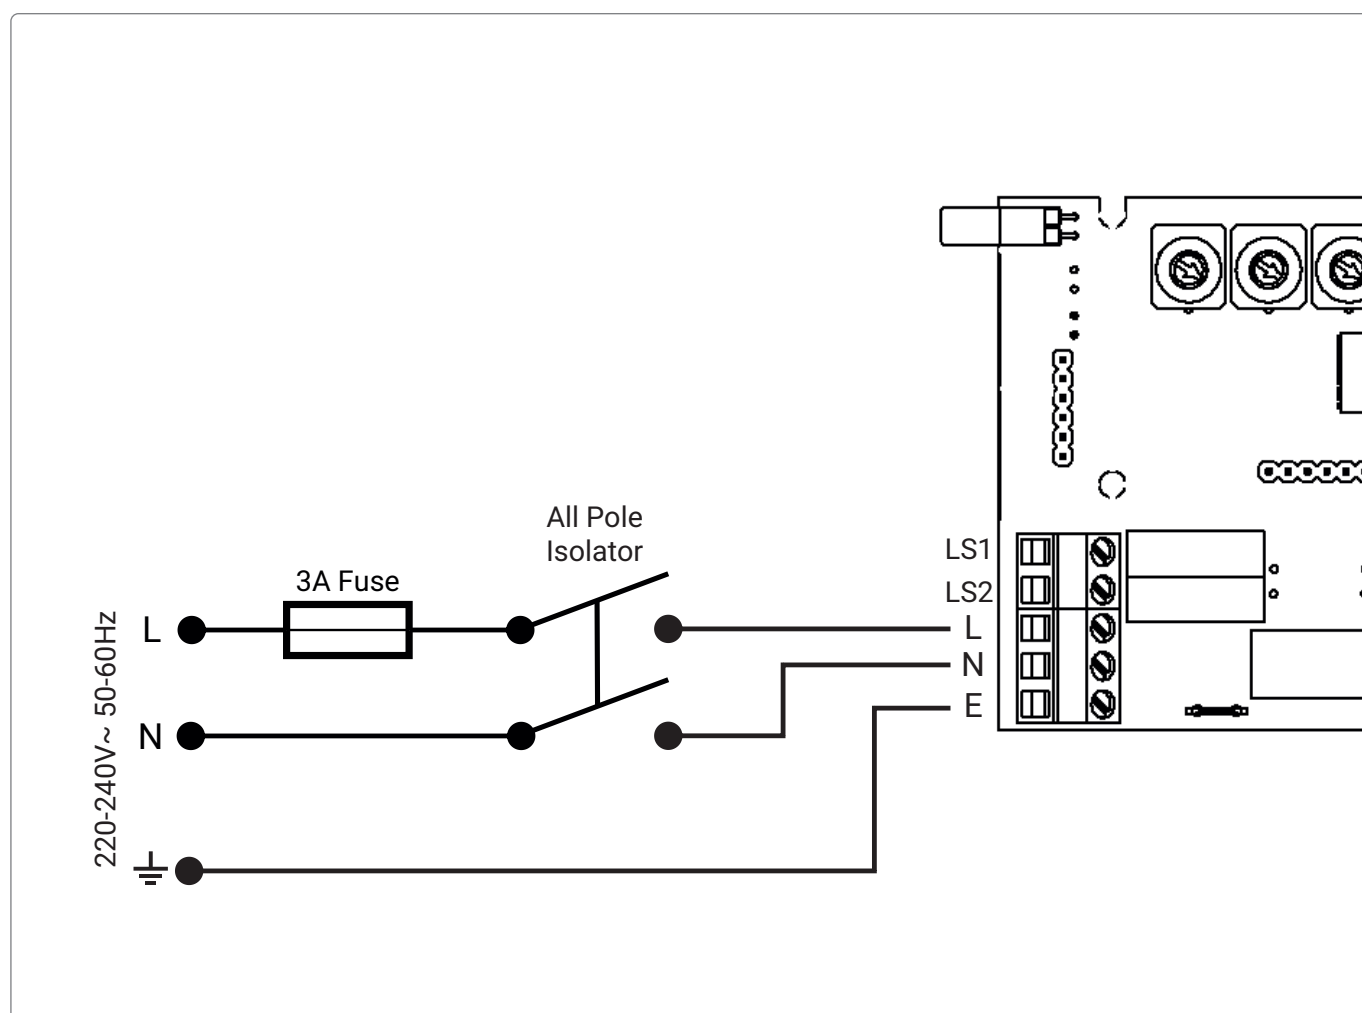 All Pole
Isolator
3A Fuse
220-240V~ 50-60Hz
L
N
LS1
LS2
L
N
E